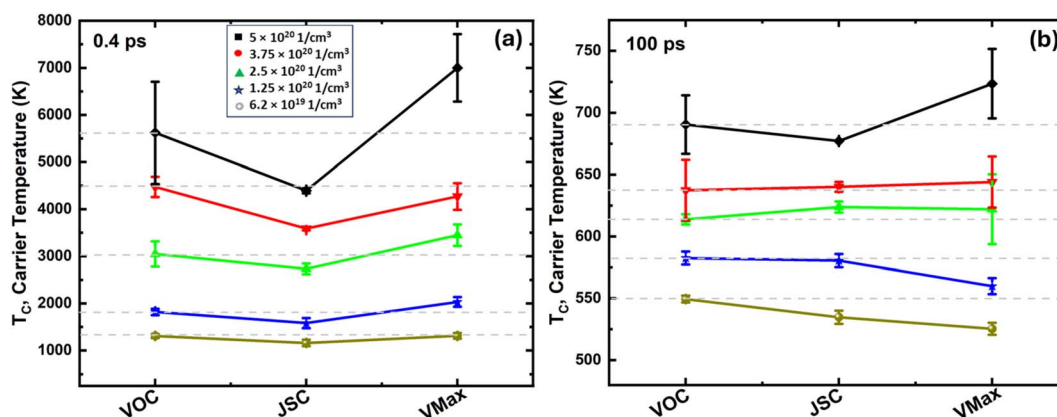 0.4 ps
(a)
5 × 10²⁰ 1/cm³
3.75 × 10²⁰ 1/cm³
2.5 × 10²⁰ 1/cm³
1.25 × 10²⁰ 1/cm³
6.2 × 10¹⁹ 1/cm³
T_C, Carrier Temperature (K)
8000
7000
6000
5000
4000
3000
2000
1000
VOC
JSC
VMax
100 ps
(b)
T_C, Carrier Temperature (K)
750
700
650
600
550
500
VOC
JSC
VMax